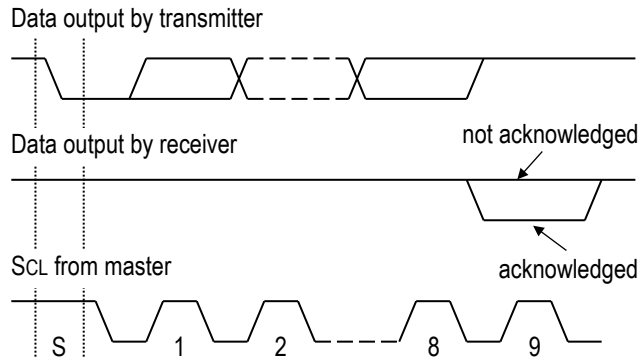 Data output by transmitter
Data output by receiver
not acknowledged
SCL from master
acknowledged
S 1 2 8 9